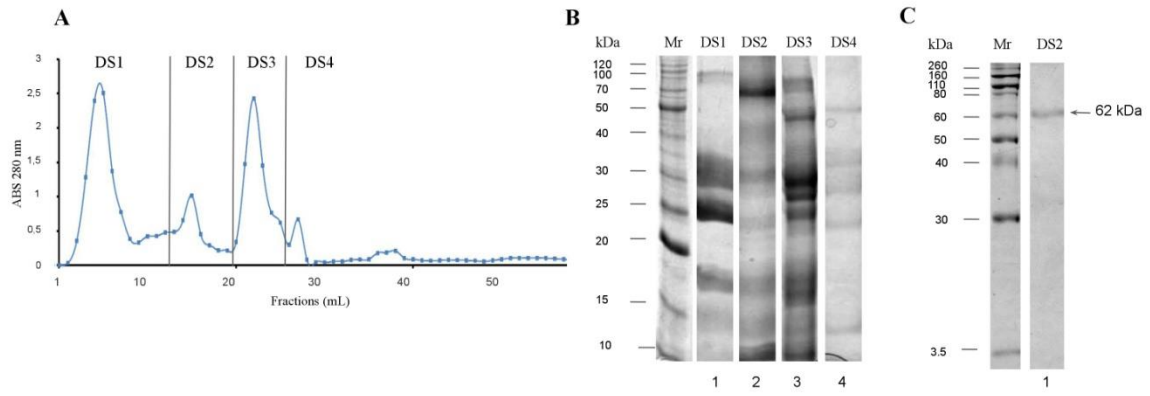 A
DS1 DS2 DS3 DS4
3
2,5
2
1,5
1
0,5
0
ABS 280 nm
1 10 20 30 40 50
Fractions (mL)
B
kDa Mr DS1 DS2 DS3 DS4
120
100
70
50
40
30
25
20
15
10
1 2 3 4
C
kDa Mr DS2
260
160
110
80
60
50
40
30
3.5
62 kDa
1